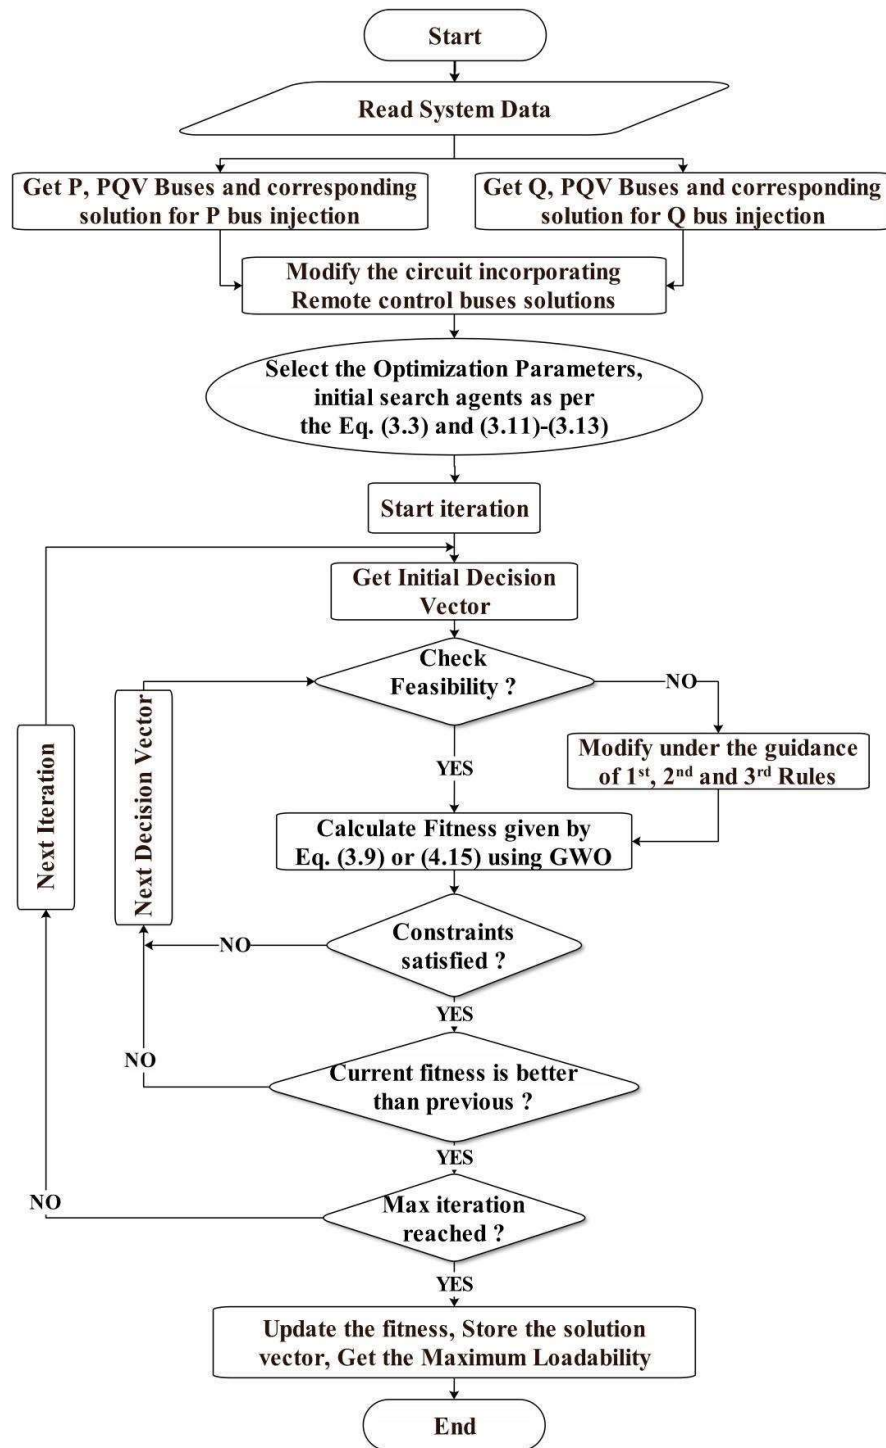 Start
Read System Data
Get P, PQV Buses and corresponding
solution for P bus injection
Get Q, PQV Buses and corresponding
solution for Q bus injection
Modify the circuit incorporating
Remote control buses solutions
Select the Optimization Parameters,
initial search agents as per
the Eq. (3.3) and (3.11)-(3.13)
Start iteration
Get Initial Decision
Vector
Check
Feasibility ?
NO
Modify under the guidance
of 1st, 2nd and 3rd Rules
YES
Next Iteration
Next Decision Vector
Calculate Fitness given by
Eq. (3.9) or (4.15) using GWO
Constraints
satisfied ?
NO
YES
Current fitness is better
than previous ?
NO
YES
Max iteration
reached ?
NO
YES
Update the fitness, Store the solution
vector, Get the Maximum Loadability
End